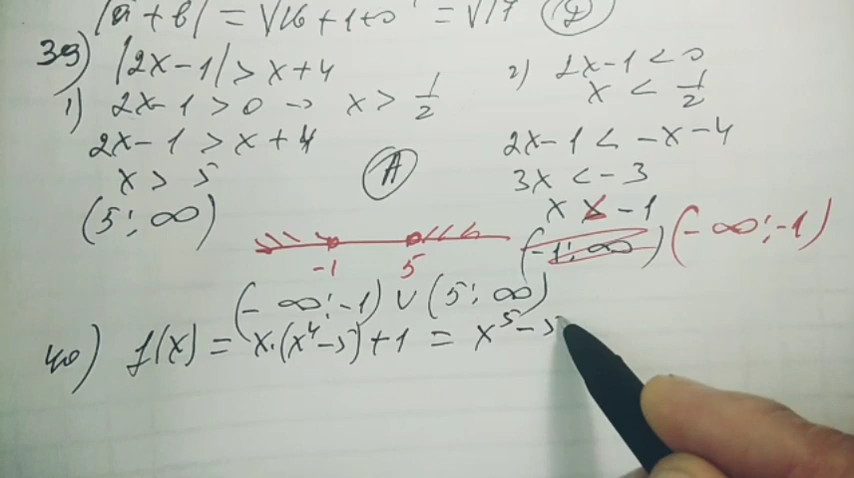 |a + b| = √16 + 1 + 0 = √17 (D)
39) |2x-1| > x+4
1) 2x-1 > 0 -> x > 1/2
2x-1 > x+4
x > 5
(5; ∞)
(A)
2) 2x-1 < 0
x < 1/2
2x-1 < -x-4
3x < -3
x < -1
(-1; ∞) (-∞; -1)
-1 5
(-∞; -1) ∪ (5; ∞)
40) f(x) = x·(x⁴-5)+1 = x⁵-5